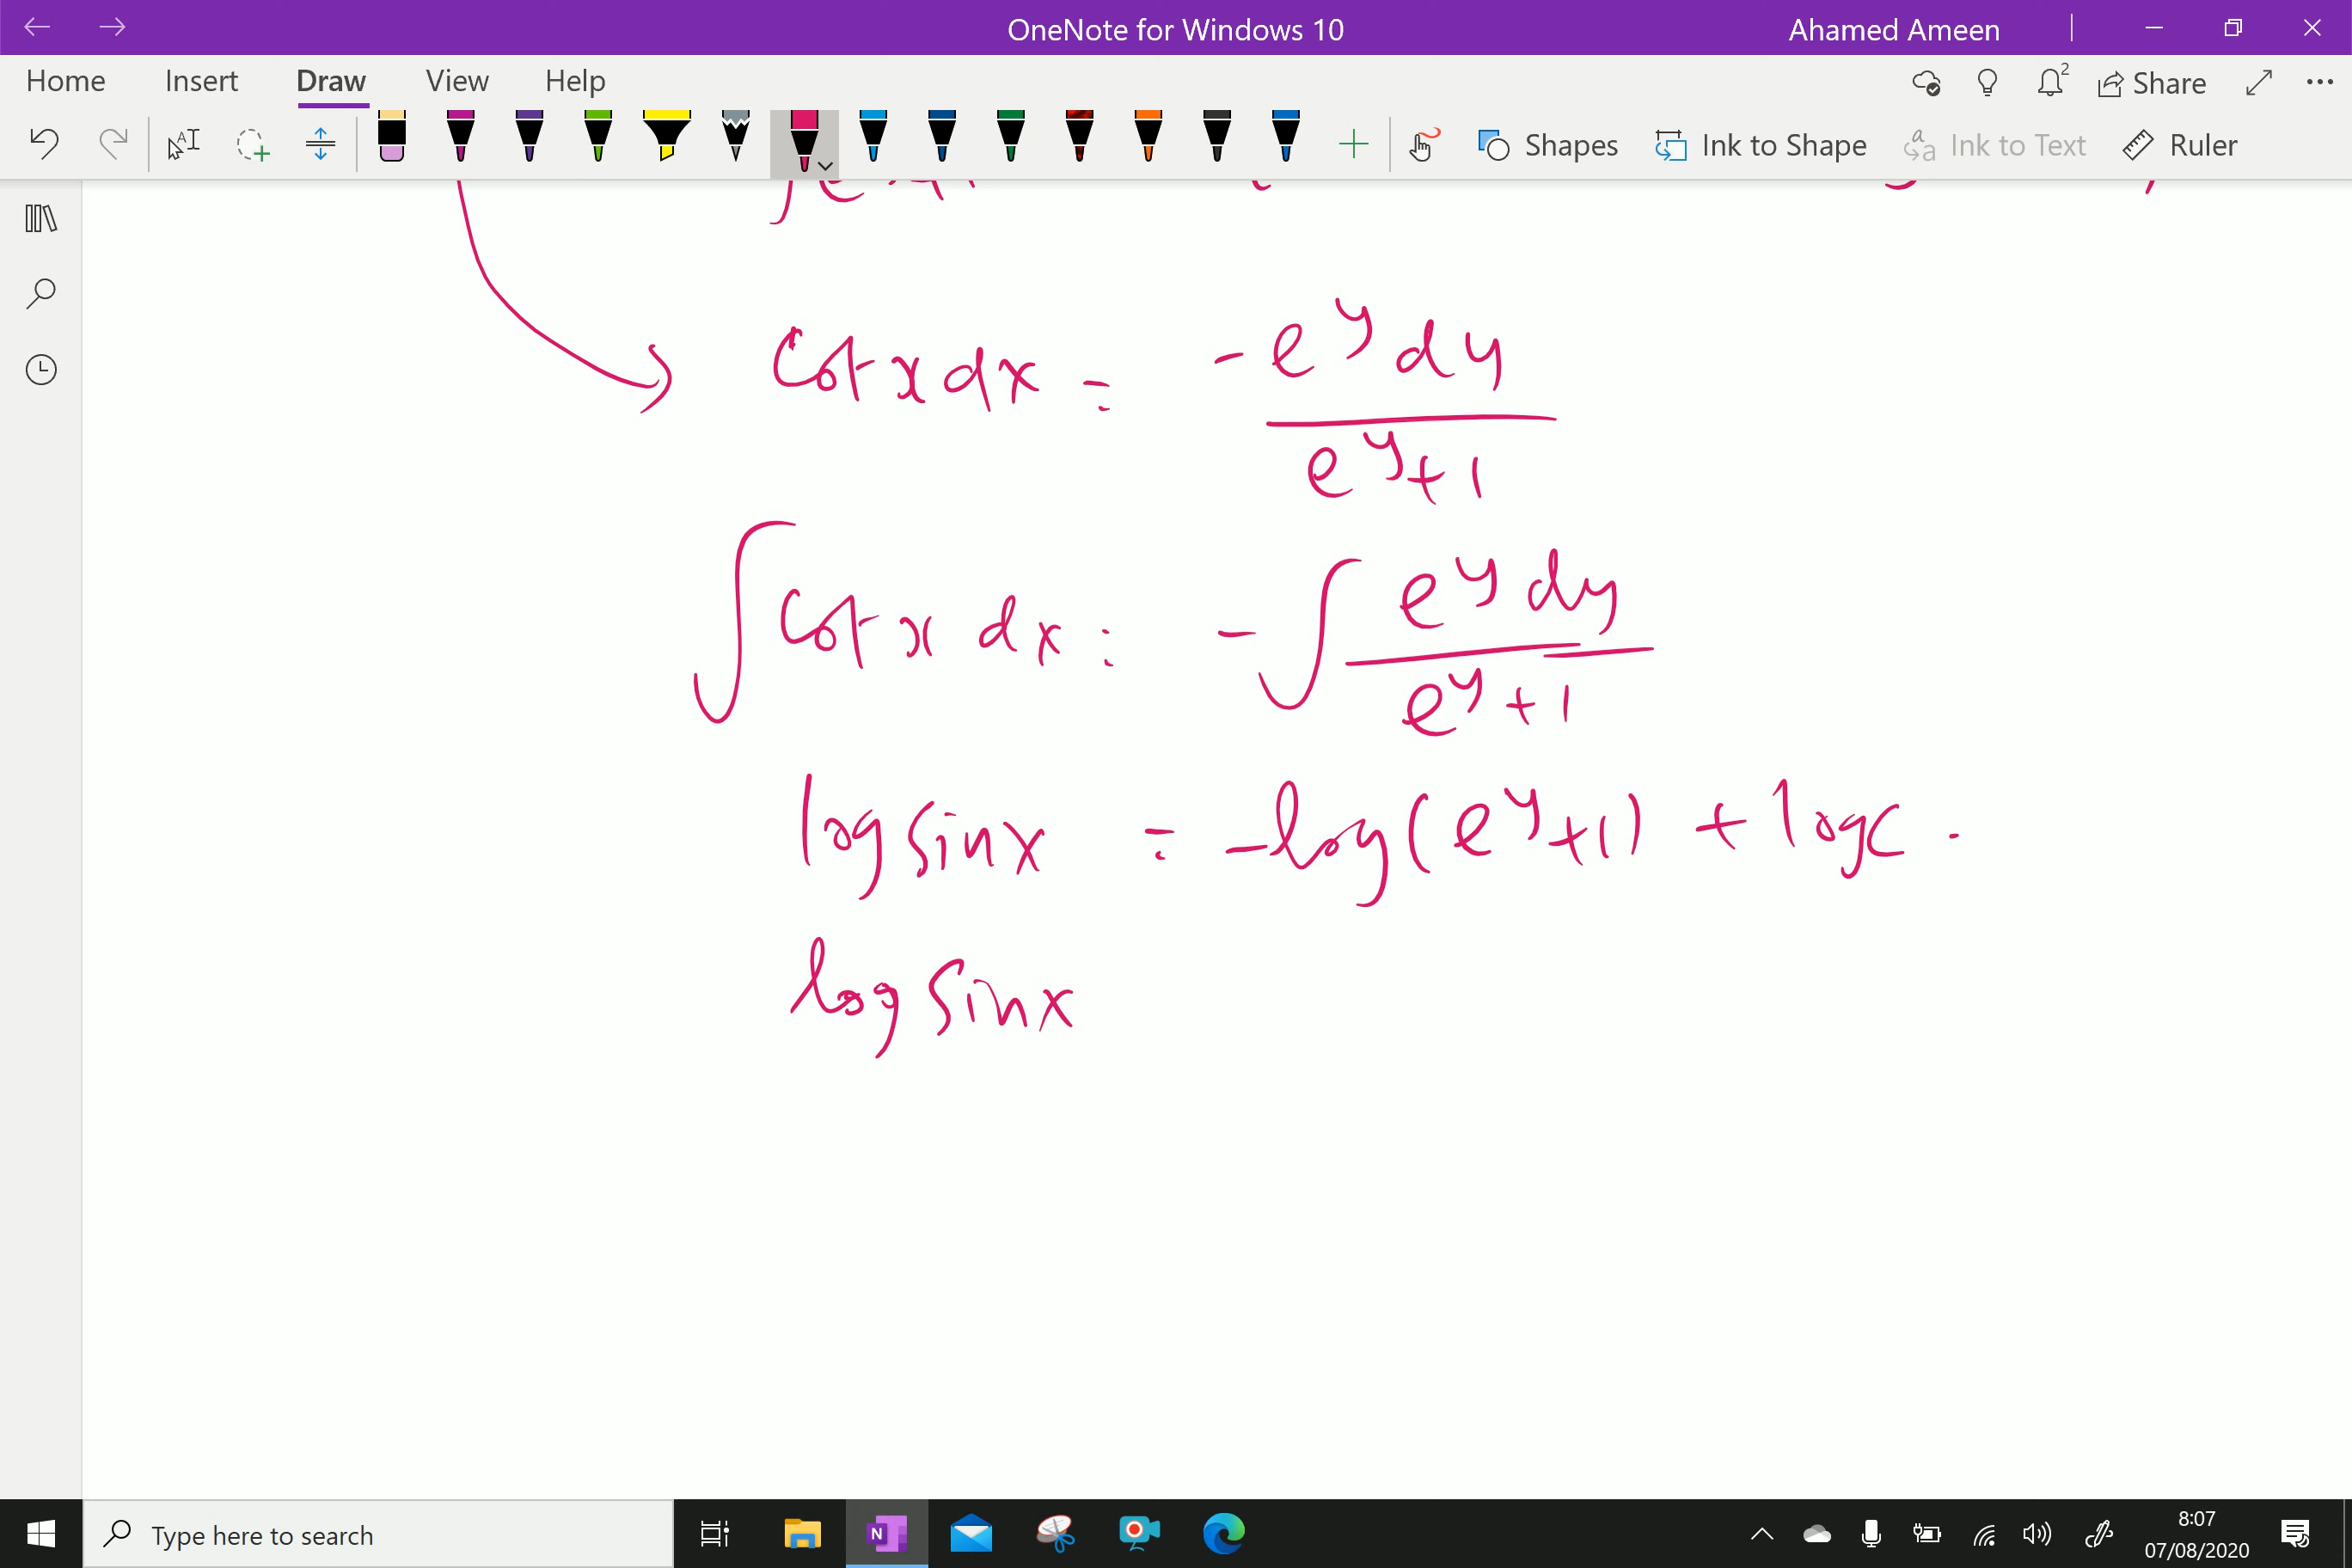 OneNote for Windows 10 Ahamed Ameen
Home Insert Draw View Help 2 Share
Shapes Ink to Shape Ink to Text Ruler
cot x dx = -e^y dy / e^y+1
∫ cot x dx = -∫ e^y dy / e^y+1
log sin x = -log(e^y+1) + log c .
log sin x
Type here to search 8:07
07/08/2020